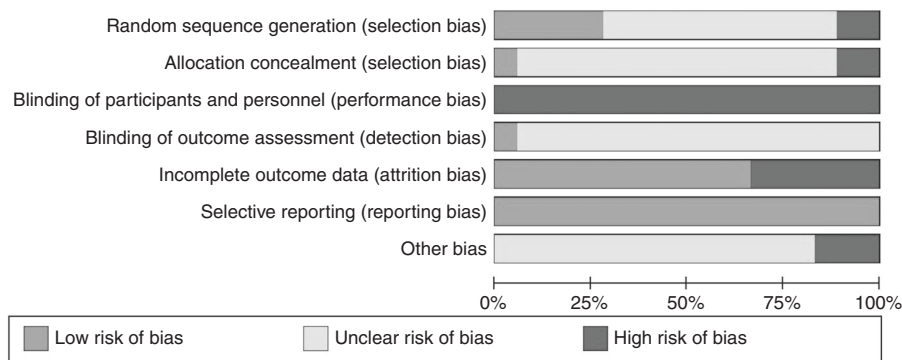 Random sequence generation (selection bias)
Allocation concealment (selection bias)
Blinding of participants and personnel (performance bias)
Blinding of outcome assessment (detection bias)
Incomplete outcome data (attrition bias)
Selective reporting (reporting bias)
Other bias
0% 25% 50% 75% 100%
Low risk of bias Unclear risk of bias High risk of bias